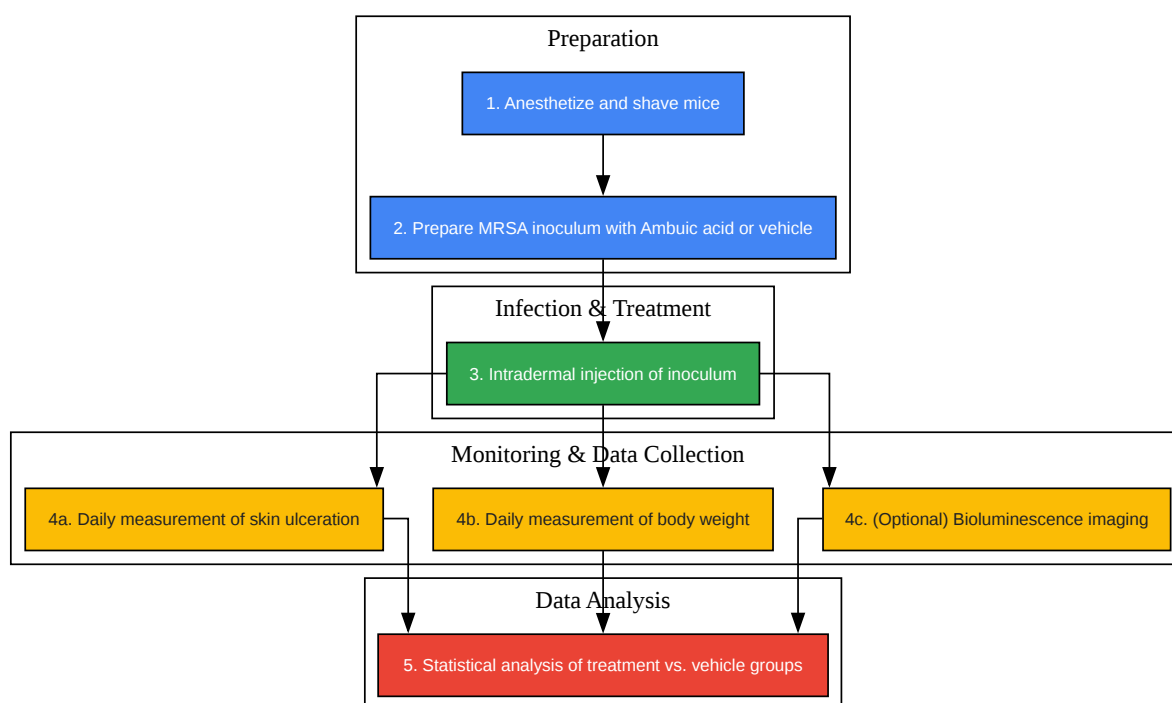 Preparation
1. Anesthetize and shave mice
2. Prepare MRSA inoculum with Ambuic acid or vehicle
Infection & Treatment
3. Intradermal injection of inoculum
Monitoring & Data Collection
4a. Daily measurement of skin ulceration
4b. Daily measurement of body weight
4c. (Optional) Bioluminescence imaging
Data Analysis
5. Statistical analysis of treatment vs. vehicle groups